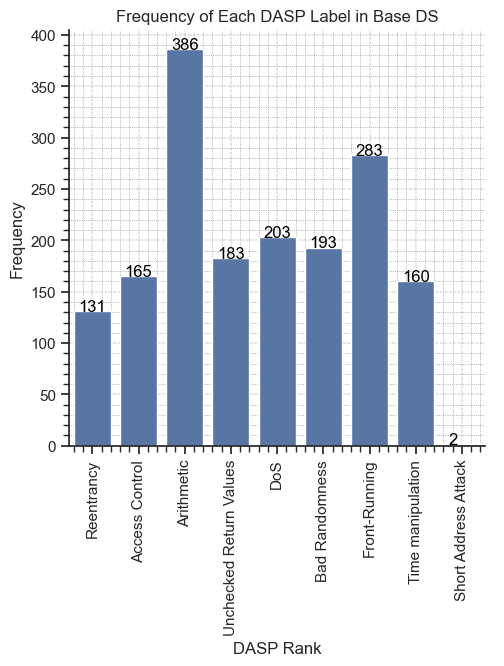 Frequency of Each DASP Label in Base DS
Frequency
400
350
300
250
200
150
100
50
0
131
165
386
183
203
193
283
160
2
Reentrancy
Access Control
Arithmetic
Unchecked Return Values
DoS
Bad Randomness
Front-Running
Time manipulation
Short Address Attack
DASP Rank